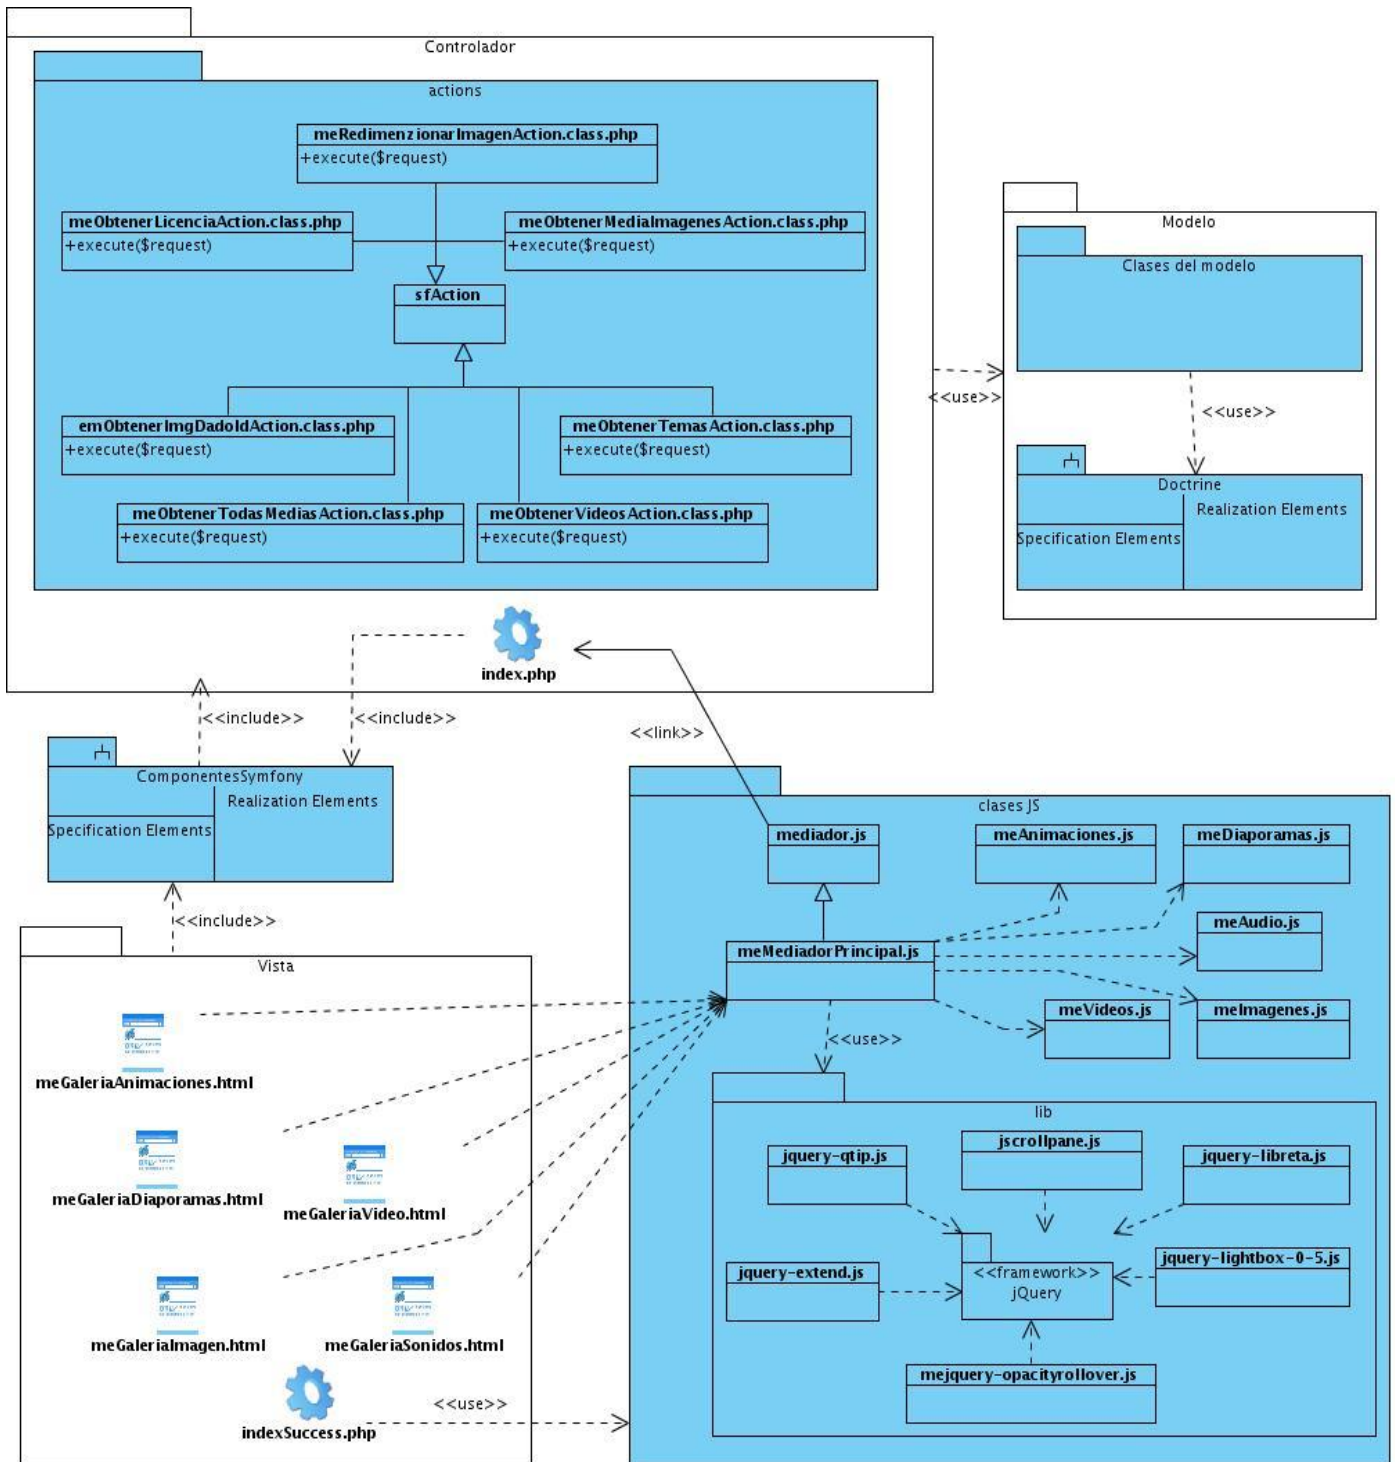 Controlador
actions
meRedimenzionarImagenAction.class.php
+execute($request)
meObtenerLicenciaAction.class.php
+execute($request)
meObtenerMediaImagenesAction.class.php
+execute($request)
sfAction
emObtenerImgDadoIdAction.class.php
+execute($request)
meObtenerTemasAction.class.php
+execute($request)
meObtenerTodasMediasAction.class.php
+execute($request)
meObtenerVideosAction.class.php
+execute($request)
index.php
<<use>>
Modelo
Clases del modelo
<<use>>
Doctrine
Realization Elements
Specification Elements
<<include>>
<<include>>
<<link>>
ComponentesSymfony
Realization Elements
Specification Elements
<<include>>
Vista
meGaleriaAnimaciones.html
meGaleriaDiaporamas.html
meGaleriaVideo.html
meGaleriaImagen.html
meGaleriaSonidos.html
indexSuccess.php
<<use>>
clases JS
mediador.js
meAnimaciones.js
meDiaporamas.js
meAudio.js
meMediadorPrincipal.js
meVideos.js
meImagenes.js
<<use>>
lib
jscrollpane.js
jquery-qtip.js
jquery-libreta.js
jquery-extend.js
<<framework>>
jQuery
jquery-lightbox-0-5.js
mejquery-opacityrollover.js